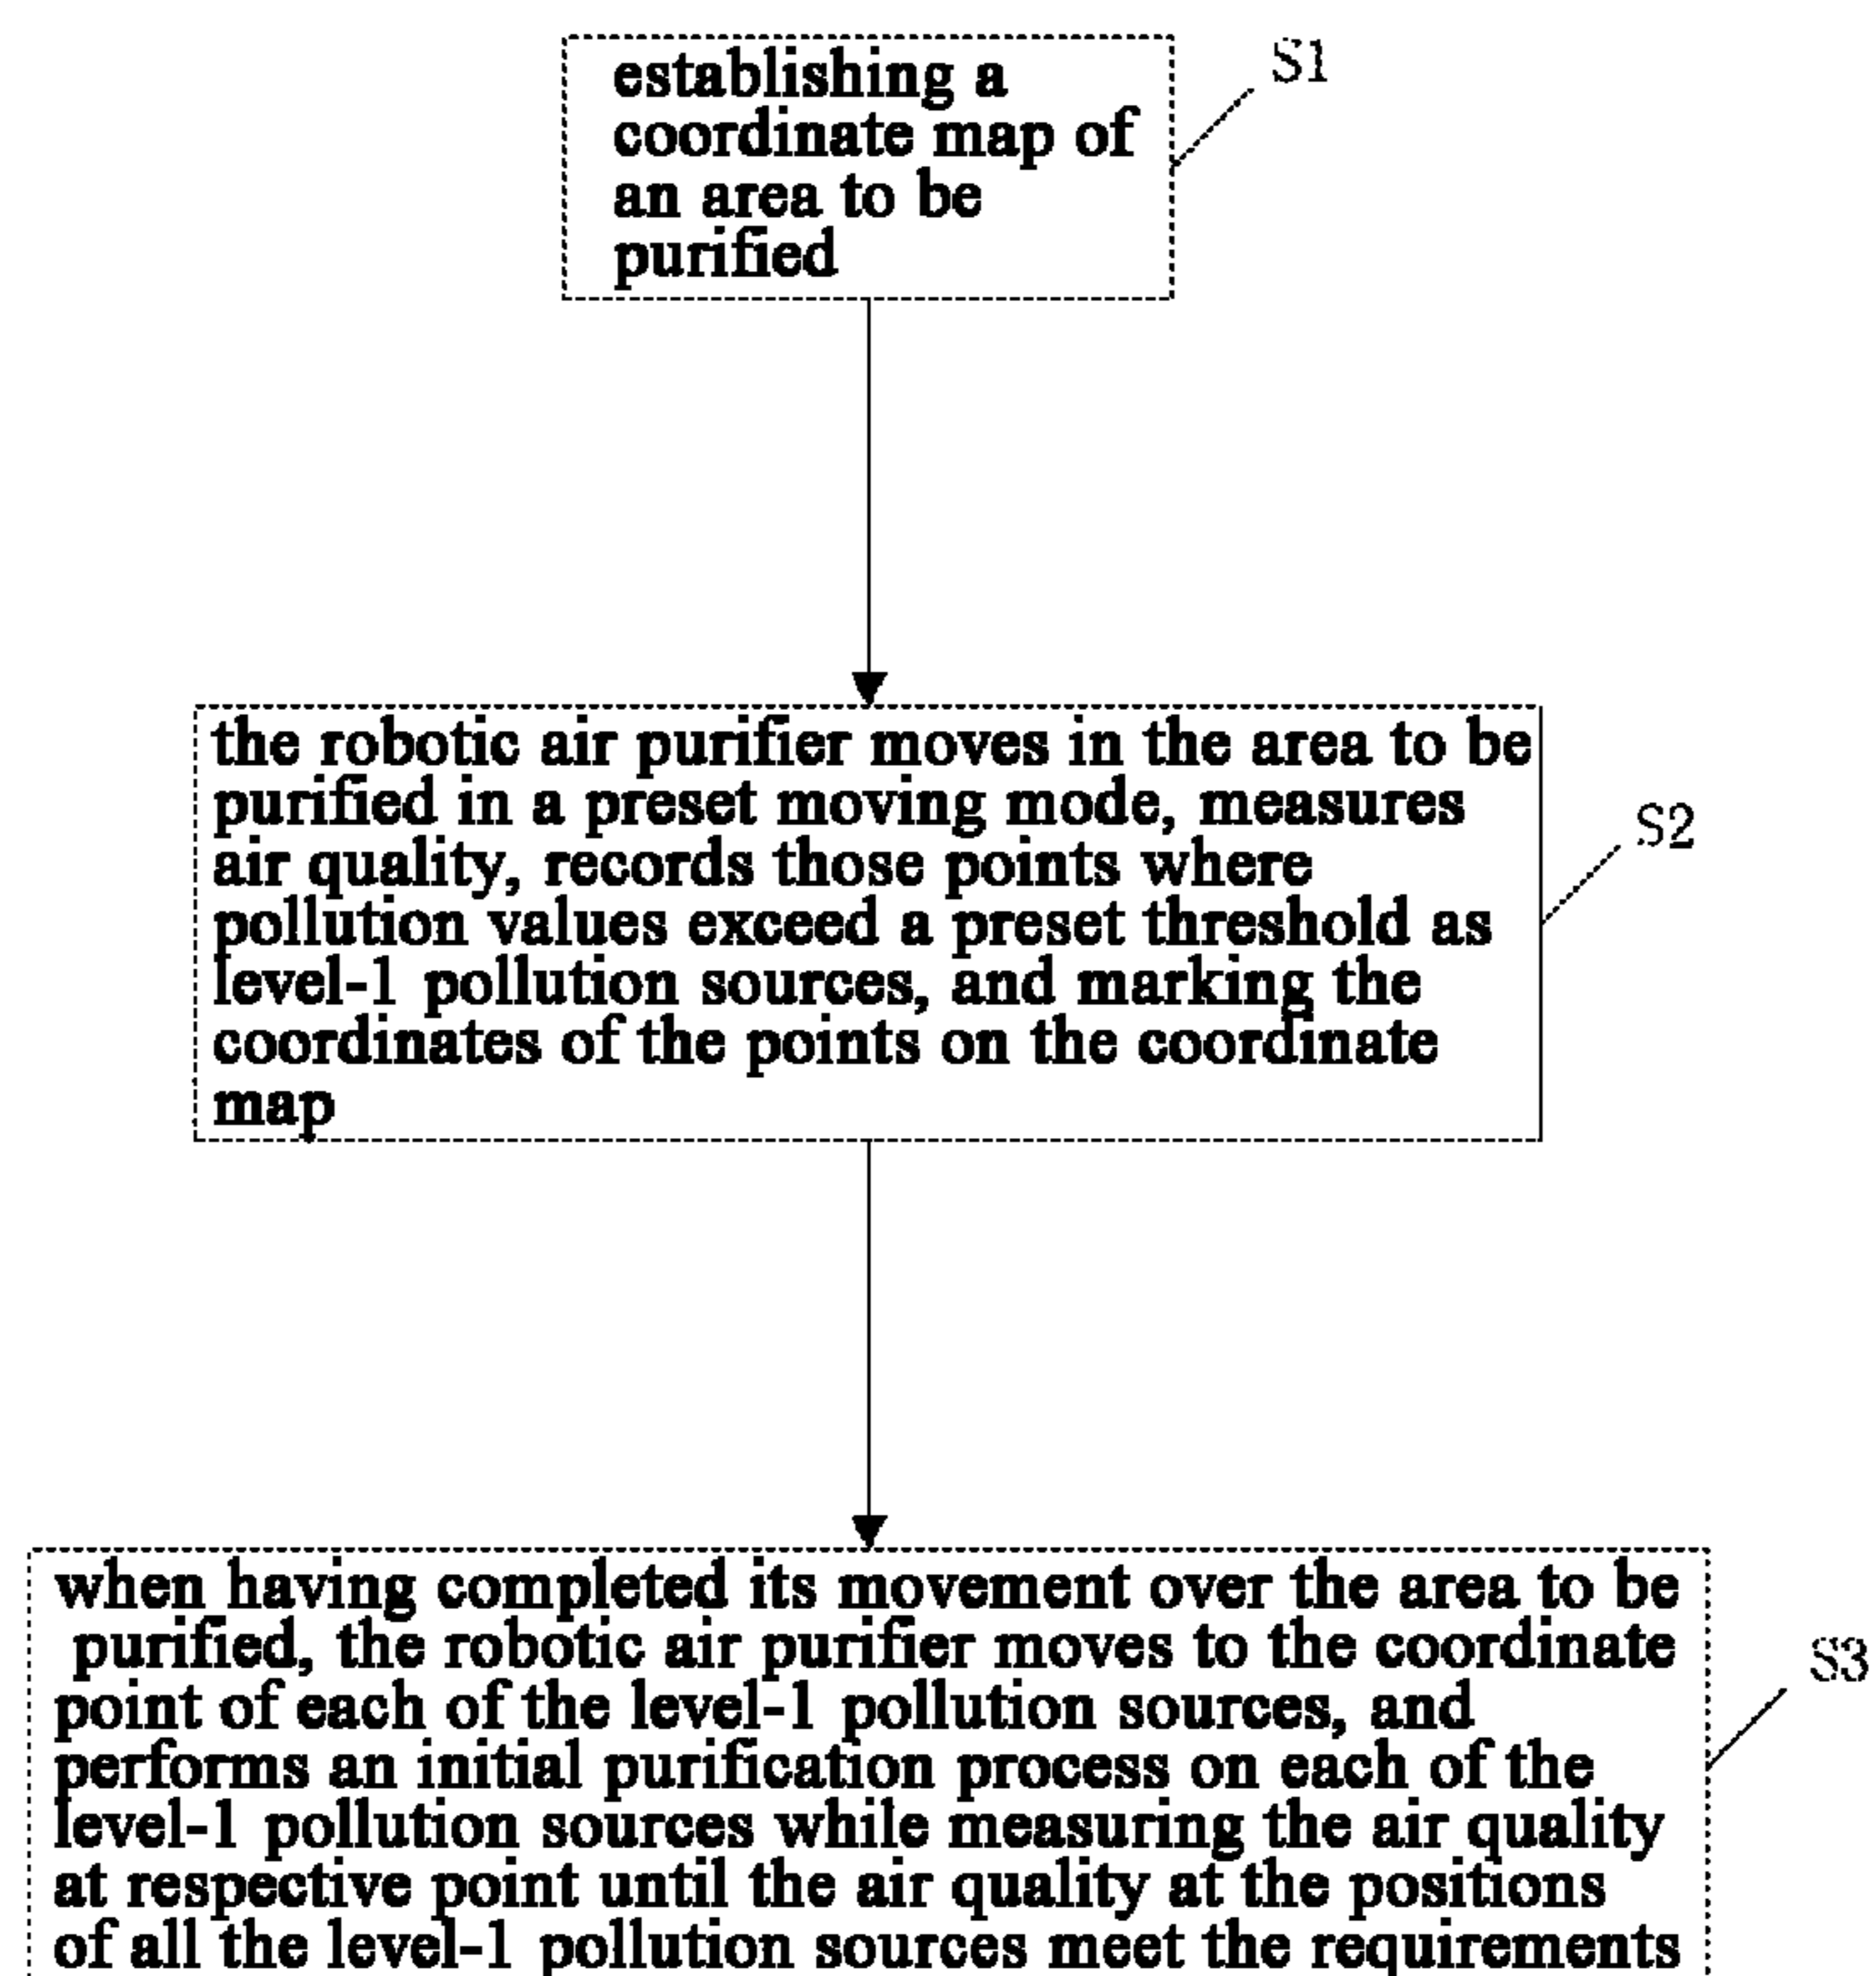 establishing a
coordinate map of
an area to be
purified
S1
the robotic air purifier moves in the area to be
purified in a preset moving mode, measures
air quality, records those points where
pollution values exceed a preset threshold as
level-1 pollution sources, and marking the
coordinates of the points on the coordinate
map
S2
when having completed its movement over the area to be
purified, the robotic air purifier moves to the coordinate
point of each of the level-1 pollution sources, and
performs an initial purification process on each of the
level-1 pollution sources while measuring the air quality
at respective point until the air quality at the positions
of all the level-1 pollution sources meet the requirements
S3